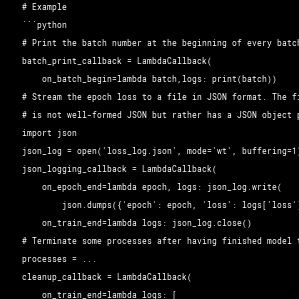 # Example
```python
# Print the batch number at the beginning of every batch
batch_print_callback = LambdaCallback(
on_batch_begin=lambda batch,logs: print(batch))
# Stream the epoch loss to a file in JSON format. The
# is not well-formed JSON but rather has a JSON object
import json
json_log = open('loss_log.json', mode='wt', buffering=1
json_logging_callback = LambdaCallback(
on_epoch_end=lambda epoch, logs: json_log.write(
json.dumps({'epoch': epoch, 'loss': logs['loss'
on_train_end=lambda logs: json_log.close()
# Terminate some processes after having finished model
processes = ...
cleanup_callback = LambdaCallback(
on_train_end=lambda logs: [